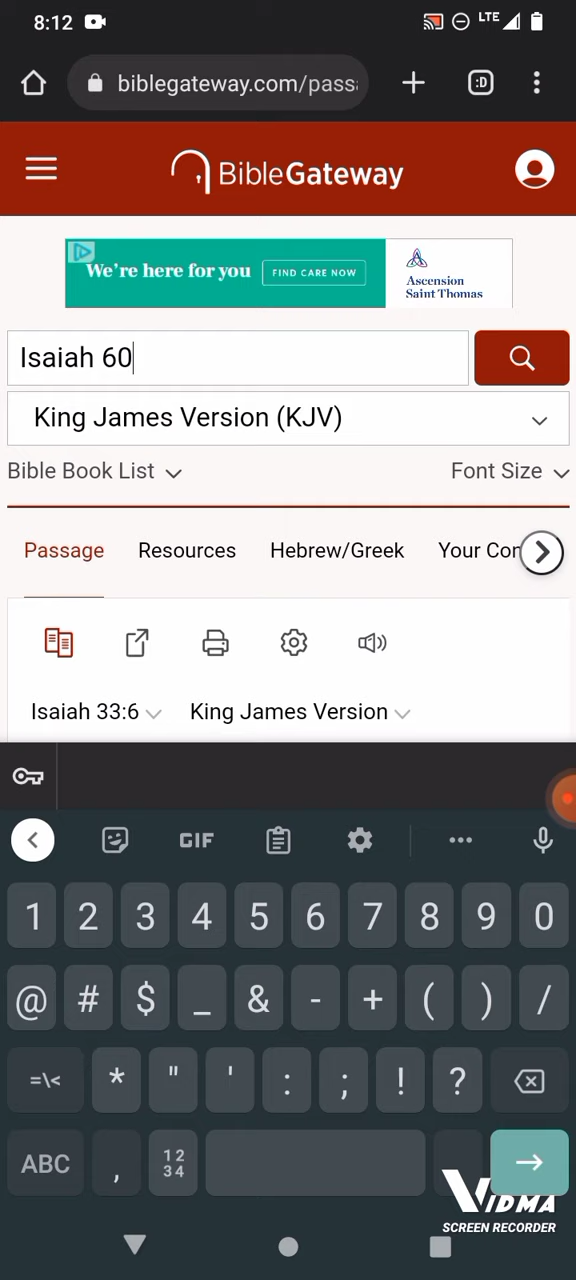 8:12
LTE
biblegateway.com/pass
:D
BibleGateway
We're here for you
FIND CARE NOW
Ascension
Saint Thomas
Isaiah 60
King James Version (KJV)
Bible Book List
Font Size
Passage Resources Hebrew/Greek Your Con
Isaiah 33:6 King James Version
GIF
1 2 3 4 5 6 7 8 9 0
@ # $ _ & - + ( ) /
=\< * " ' : ; ! ?
ABC , 12
34
VIDMA
SCREEN RECORDER